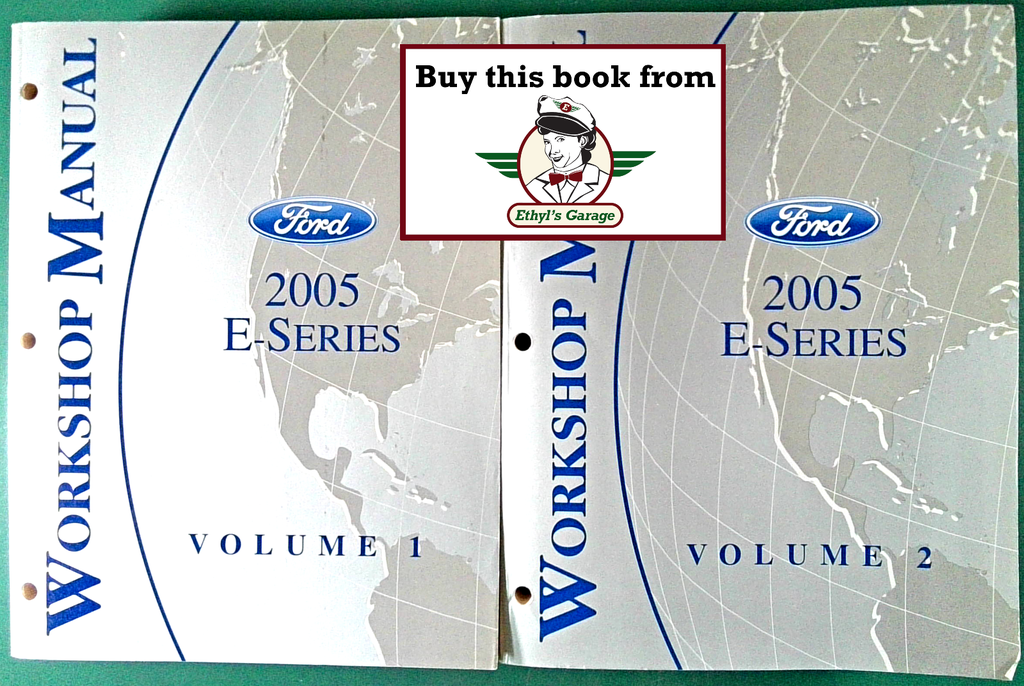 WORKSHOP MANUAL
Ford
2005
E-SERIES
VOLUME 1
Buy this book from
E
Ethyl's Garage
WORKSHOP M
Ford
2005
E-SERIES
VOLUME 2